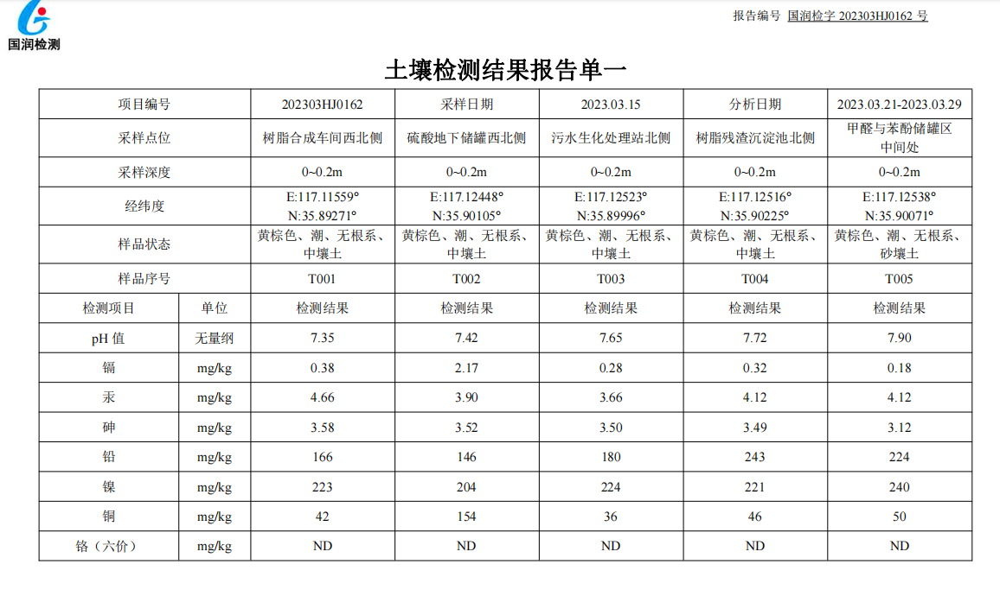 国润检测
报告编号 国润检字 202303HJ0162 号
土壤检测结果报告单一
项目编号 202303HJ0162 采样日期 2023.03.15 分析日期 2023.03.21-2023.03.29
采样点位 树脂合成车间西北侧 硫酸地下储罐西北侧 污水生化处理站北侧 树脂残渣沉淀池北侧 甲醛与苯酚储罐区
中间处
采样深度 0~0.2m 0~0.2m 0~0.2m 0~0.2m 0~0.2m
经纬度 E:117.11559° E:117.12448° E:117.12523° E:117.12516° E:117.12538°
N:35.89271° N:35.90105° N:35.89996° N:35.90225° N:35.90071°
样品状态 黄棕色、潮、无根系、 黄棕色、潮、无根系、 黄棕色、潮、无根系、 黄棕色、潮、无根系、 黄棕色、潮、无根系、
中壤土 中壤土 中壤土 中壤土 砂壤土
样品序号 T001 T002 T003 T004 T005
检测项目 单位 检测结果 检测结果 检测结果 检测结果 检测结果
pH 值 无量纲 7.35 7.42 7.65 7.72 7.90
镉 mg/kg 0.38 2.17 0.28 0.32 0.18
汞 mg/kg 4.66 3.90 3.66 4.12 4.12
砷 mg/kg 3.58 3.52 3.50 3.49 3.12
铅 mg/kg 166 146 180 243 224
镍 mg/kg 223 204 224 221 240
铜 mg/kg 42 154 36 46 50
铬（六价） mg/kg ND ND ND ND ND